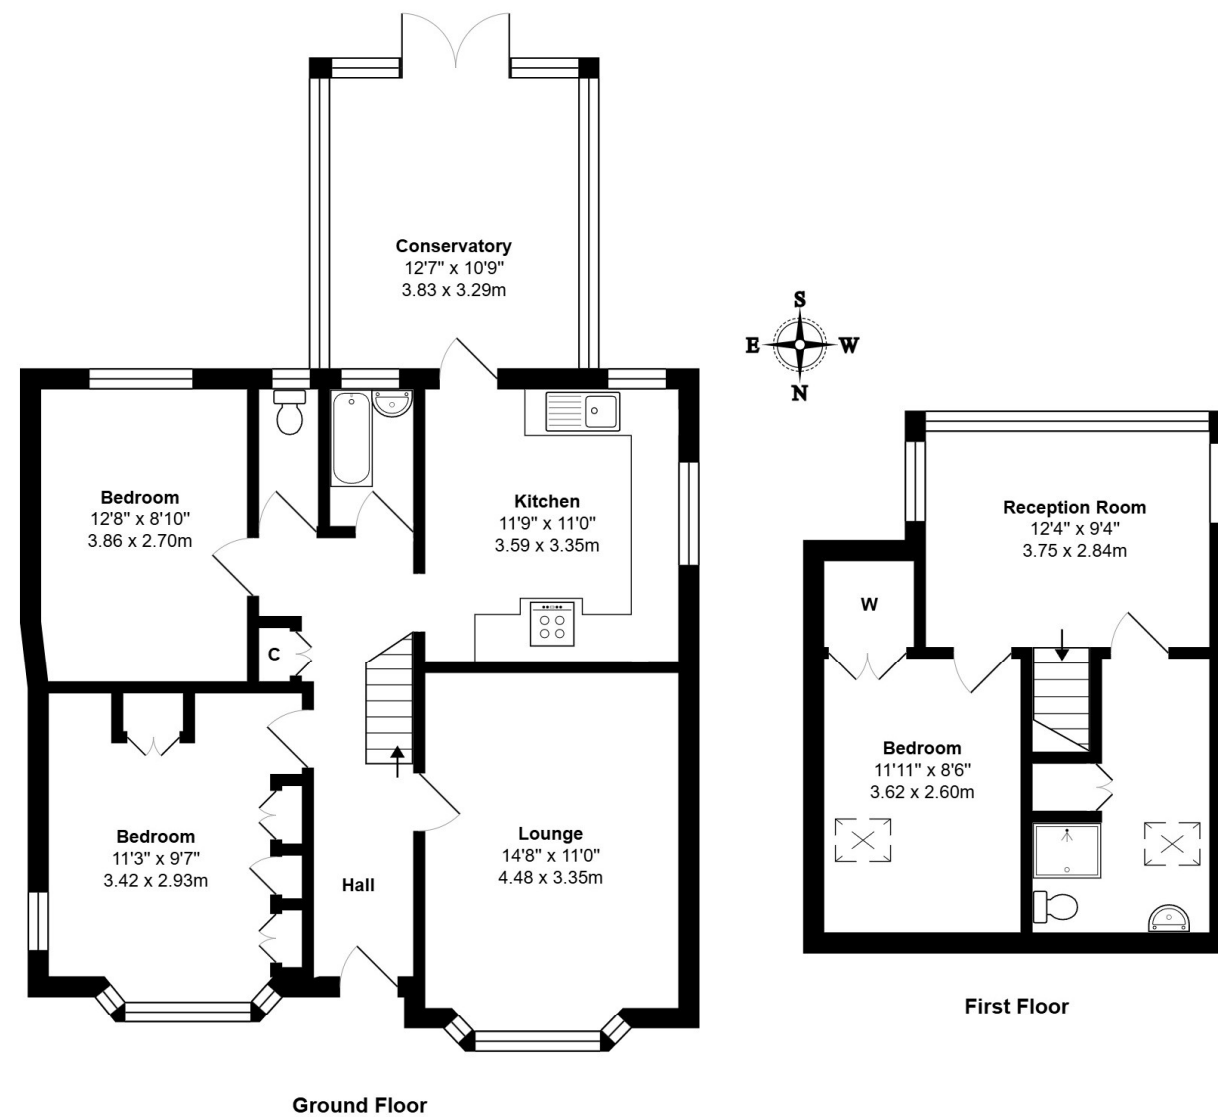 Conservatory
12'7" x 10'9"
3.83 x 3.29m
S
E
W
N
Bedroom
12'8" x 8'10"
3.86 x 2.70m
Kitchen
11'9" x 11'0"
3.59 x 3.35m
C
Bedroom
11'3" x 9'7"
3.42 x 2.93m
Hall
Lounge
14'8" x 11'0"
4.48 x 3.35m
Ground Floor
Reception Room
12'4" x 9'4"
3.75 x 2.84m
W
Bedroom
11'11" x 8'6"
3.62 x 2.60m
First Floor